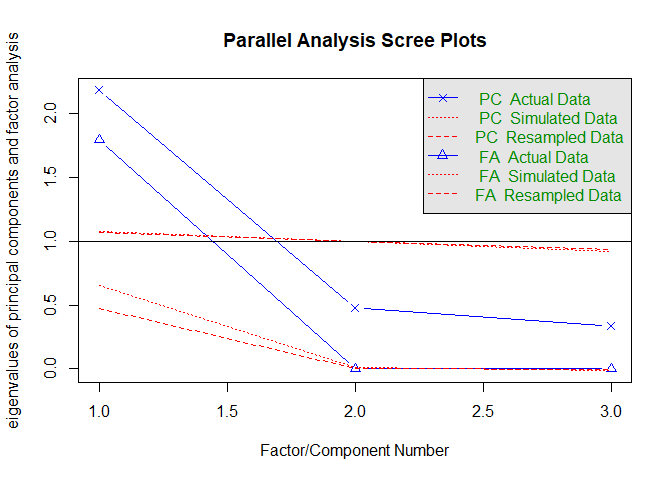 Parallel Analysis Scree Plots
eigenvalues of principal components and factor analysis
2.0
1.5
1.0
0.5
0.0
PC Actual Data
PC Simulated Data
PC Resampled Data
FA Actual Data
FA Simulated Data
FA Resampled Data
1.0 1.5 2.0 2.5 3.0
Factor/Component Number